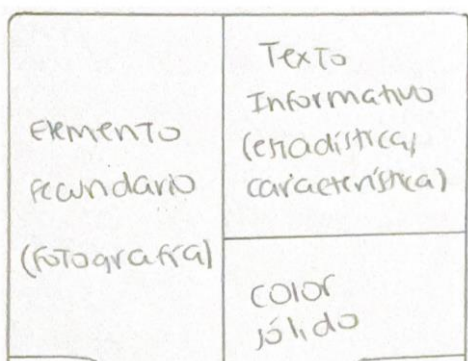 Elemento
secundario
(fotografía)
Texto
Informativo
(estadística,
característica)
color
sólido